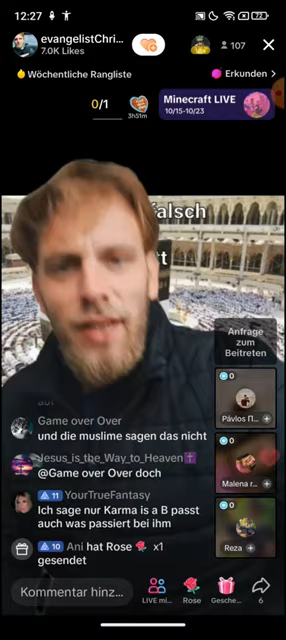 12:27
72
evangelistChri...
7.0K Likes
107
Wöchentliche Rangliste
Erkunden >
0/1
3h51m
Minecraft LIVE
10/15-10/23
falsch
tt
Anfrage
zum
Beitreten
0
Pávlos Π...
0
Malena r...
0
Reza
Game over Over
und die muslime sagen das nicht
Jesus_is_the_Way_to_Heaven✝️
@Game over Over doch
11 YourTrueFantasy
Ich sage nur Karma is a B passt
auch was passiert bei ihm
10 Ani hat Rose 🌹 x1
gesendet
Kommentar hinz...
LIVE mi...
Rose
Gesche...
6